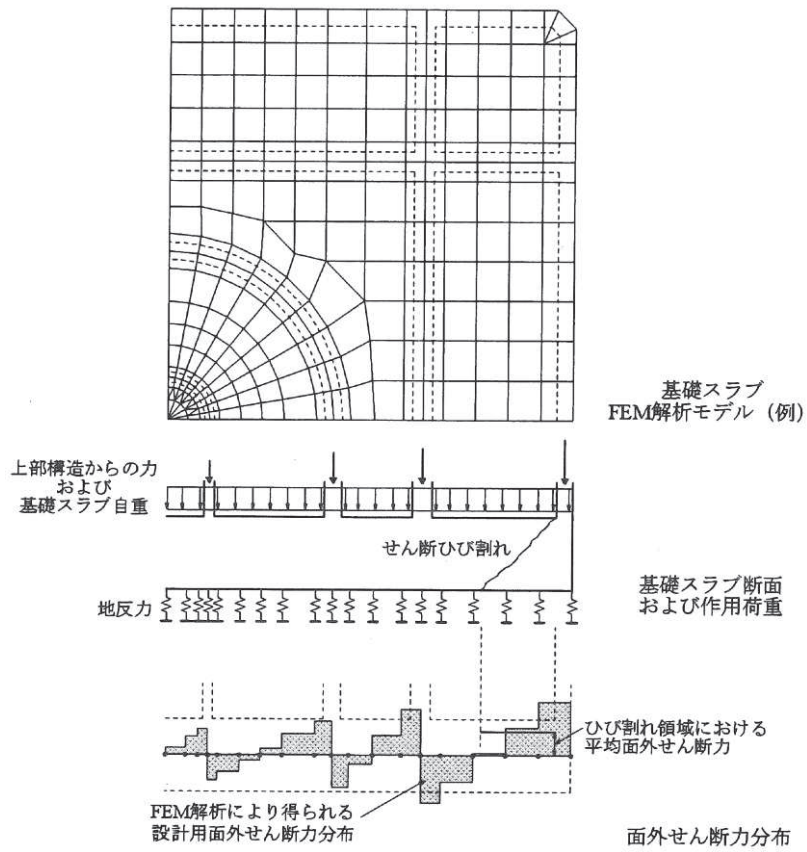 基礎スラブ
FEM解析モデル（例）
上部構造からの力
および
基礎スラブ自重
せん断ひび割れ
地反力
基礎スラブ断面
および作用荷重
ひび割れ領域における
平均面外せん断力
FEM解析により得られる
設計用面外せん断力分布
面外せん断力分布